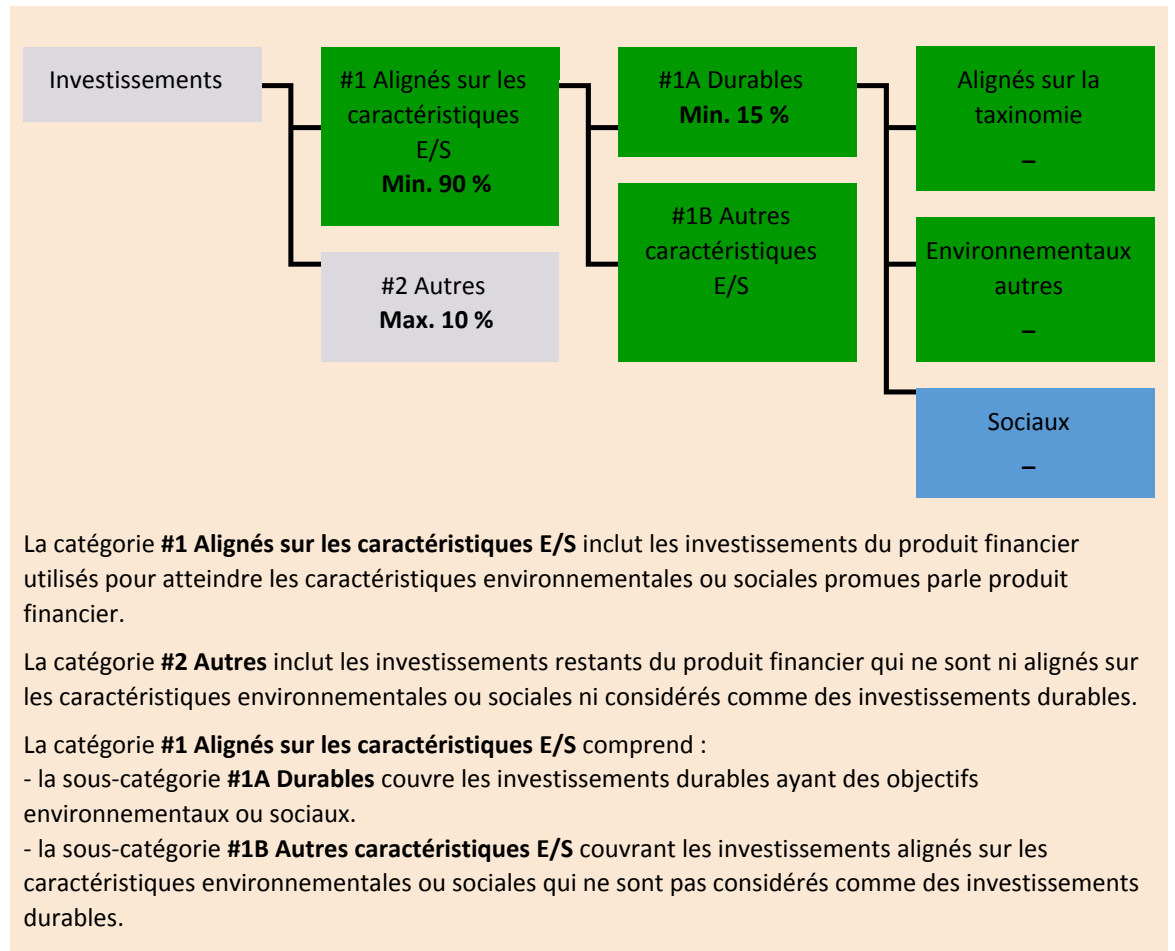 Investissements
#1 Alignés sur les
caractéristiques
E/S
Min. 90 %
#2 Autres
Max. 10 %
#1A Durables
Min. 15 %
#1B Autres
caractéristiques
E/S
Alignés sur la
taxinomie
–
Environnementaux
autres
–
Sociaux
–
La catégorie #1 Alignés sur les caractéristiques E/S inclut les investissements du produit financier
utilisés pour atteindre les caractéristiques environnementales ou sociales promues parle produit
financier.
La catégorie #2 Autres inclut les investissements restants du produit financier qui ne sont ni alignés sur
les caractéristiques environnementales ou sociales ni considérés comme des investissements durables.
La catégorie #1 Alignés sur les caractéristiques E/S comprend :
- la sous-catégorie #1A Durables couvre les investissements durables ayant des objectifs
environnementaux ou sociaux.
- la sous-catégorie #1B Autres caractéristiques E/S couvrant les investissements alignés sur les
caractéristiques environnementales ou sociales qui ne sont pas considérés comme des investissements
durables.